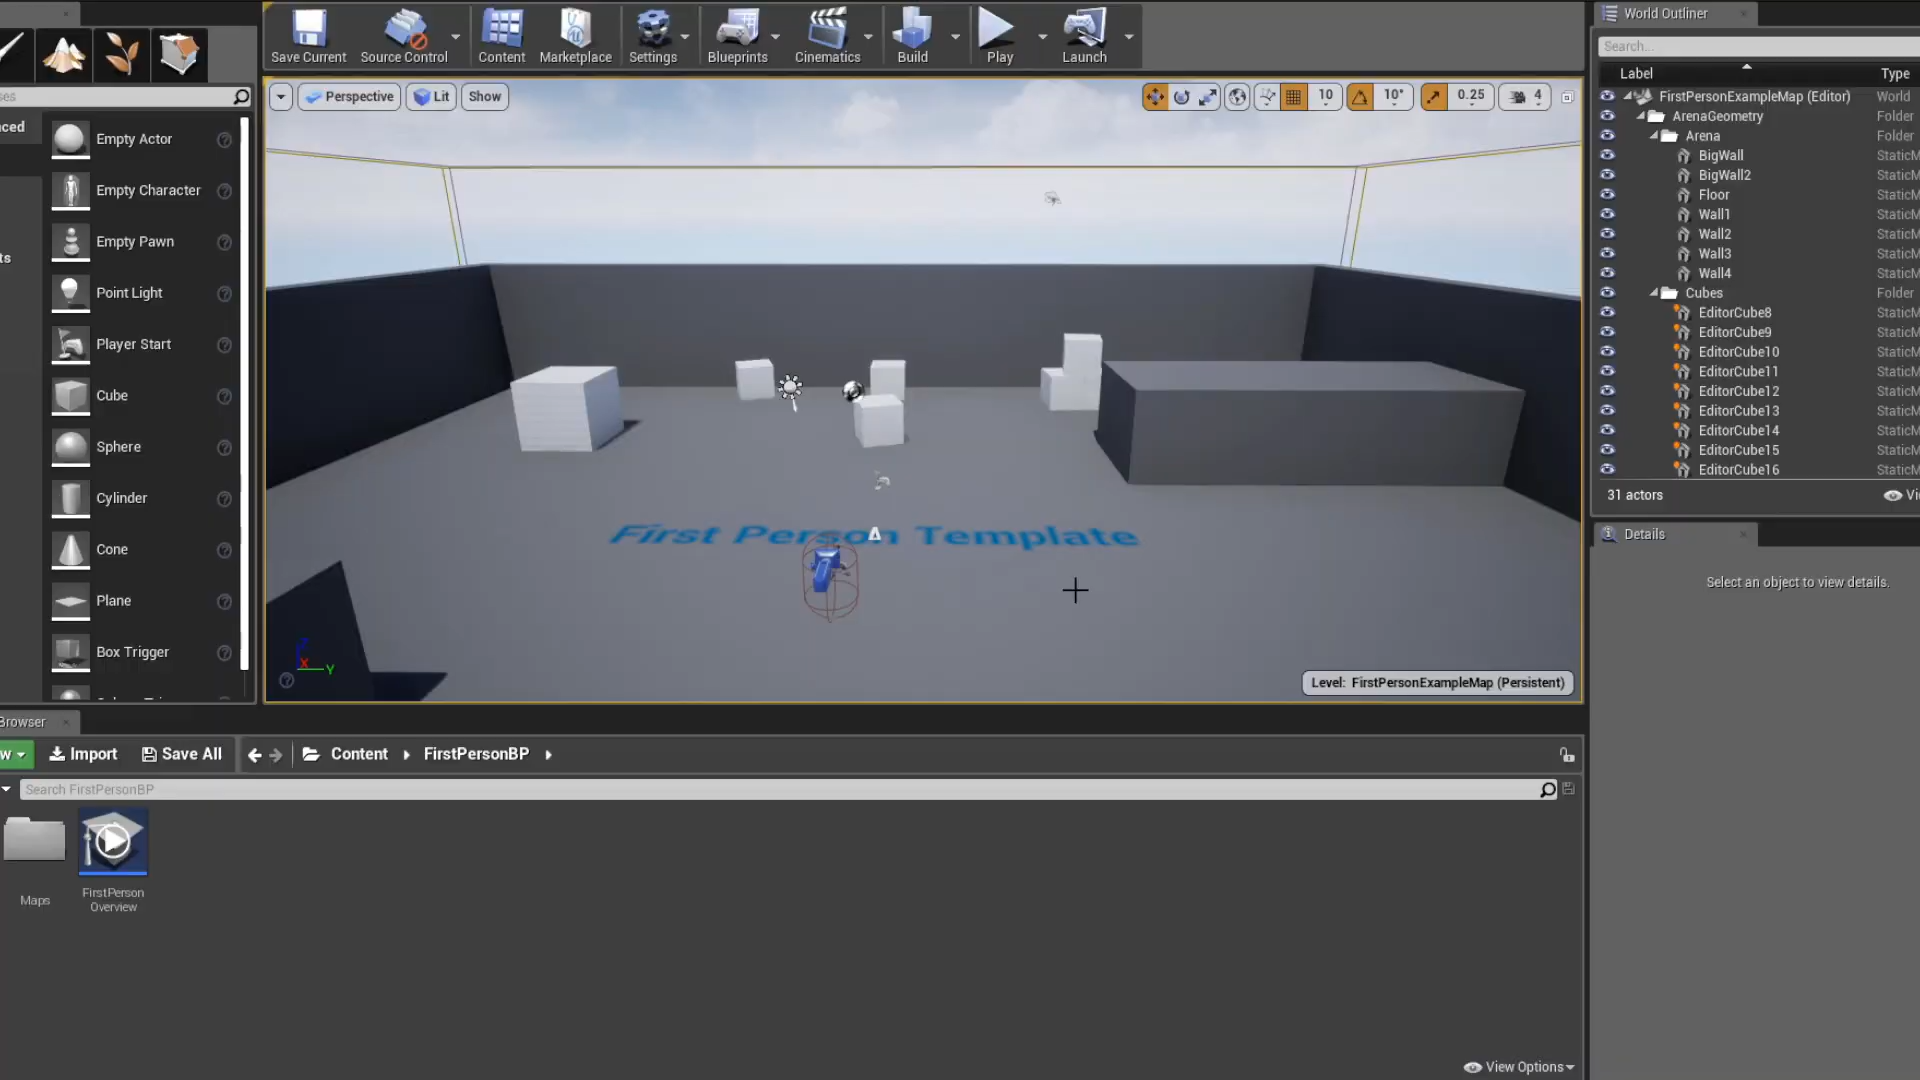 Save Current
Source Control
Content
Marketplace
Settings
Blueprints
Cinematics
Build
Play
Launch
World Outliner
Search...
Label
Type
Perspective
Lit
Show
10
10°
0.25
4
Empty Actor
Empty Character
Empty Pawn
Point Light
Player Start
Cube
Sphere
Cylinder
Cone
Plane
Box Trigger
FirstPersonExampleMap (Editor) World
ArenaGeometry Folder
Arena Folder
BigWall StaticM
BigWall2 StaticM
Floor StaticM
Wall1 StaticM
Wall2 StaticM
Wall3 StaticM
Wall4 StaticM
Cubes Folder
EditorCube8 StaticM
EditorCube9 StaticM
EditorCube10 StaticM
EditorCube11 StaticM
EditorCube12 StaticM
EditorCube13 StaticM
EditorCube14 StaticM
EditorCube15 StaticM
EditorCube16 StaticM
31 actors
Vi
Details
Select an object to view details.
First Person Template
X
Y
Level: FirstPersonExampleMap (Persistent)
Browser
w
Import
Save All
Content
FirstPersonBP
Search FirstPersonBP
Maps
FirstPerson
Overview
View Options